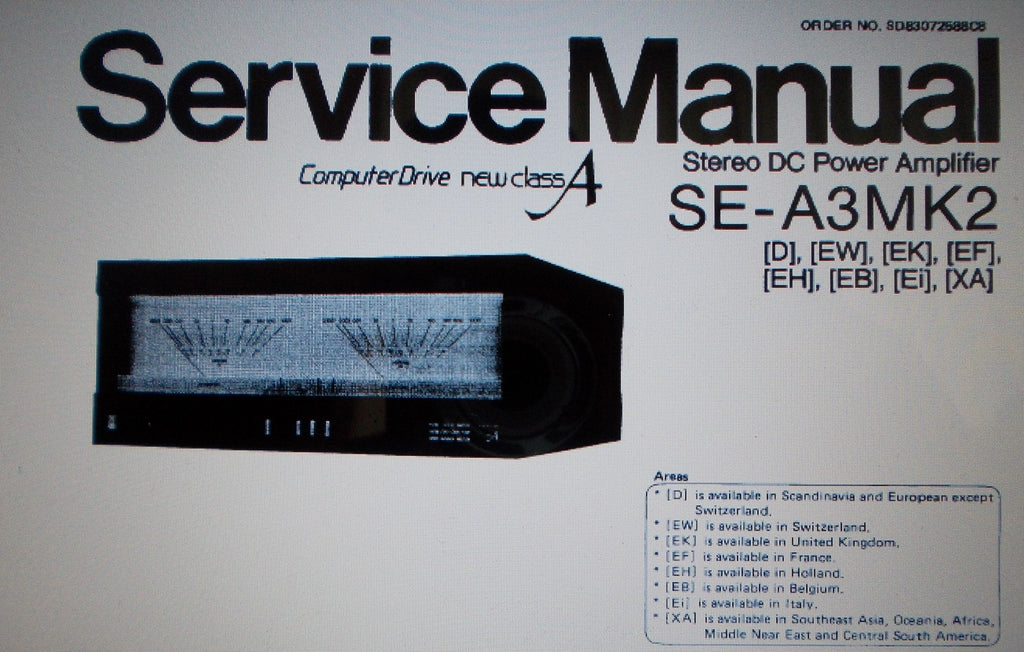 ORDER NO. SD83072588C8
Service Manual
ComputerDrive new class A
Stereo DC Power Amplifier
SE-A3MK2
[D], [EW], [EK], [EF],
[EH], [EB], [Ei], [XA]
Areas
* [D] is available in Scandinavia and European except
Switzerland.
* [EW] is available in Switzerland.
* [EK] is available in United Kingdom.
* [EF] is available in France.
* [EH] is available in Holland.
* [EB] is available in Belgium.
* [Ei] is available in Italy.
* [XA] is available in Southeast Asia, Oceania, Africa,
Middle Near East and Central South America.